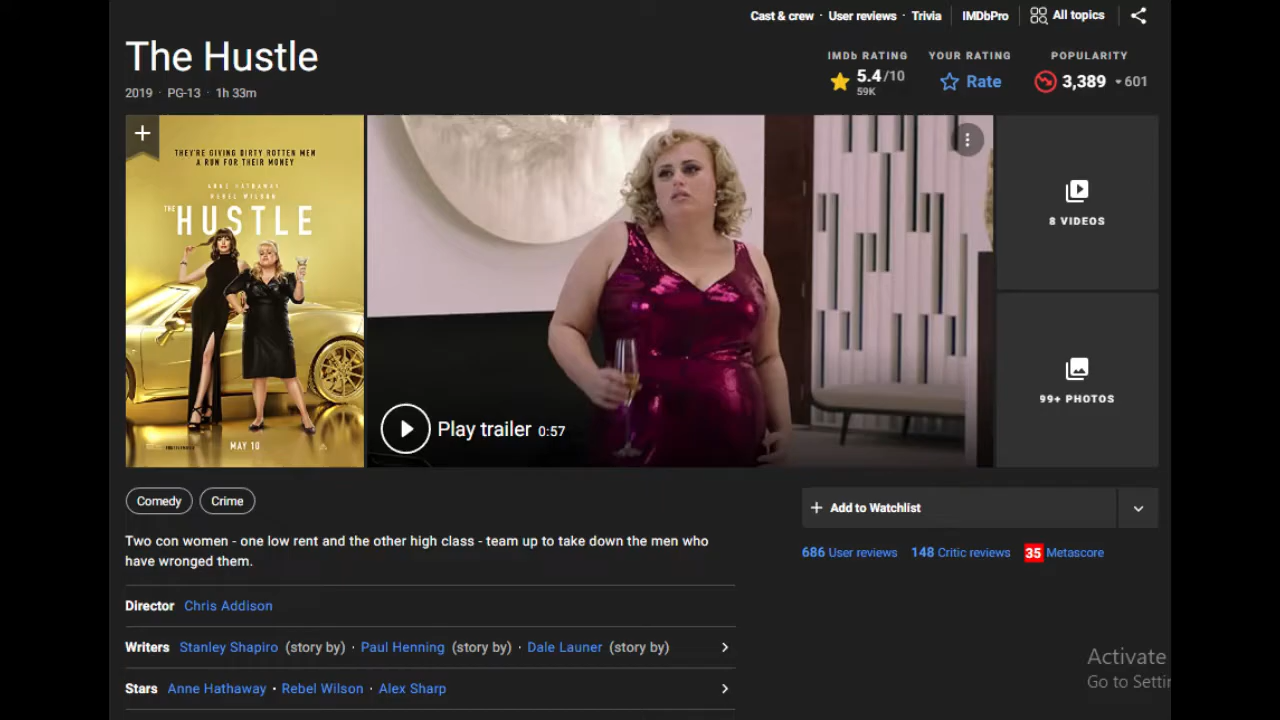 Cast & crew · User reviews · Trivia IMDbPro All topics
The Hustle
2019 · PG-13 · 1h 33m
IMDb RATING
5.4/10
59K
YOUR RATING
Rate
POPULARITY
3,389 601
THEY'RE GIVING DIRTY ROTTEN MEN
A RUN FOR THEIR MONEY
ANNE HATHAWAY
REBEL WILSON
THE
HUSTLE
MAY 10
Play trailer 0:57
8 VIDEOS
99+ PHOTOS
Comedy Crime
Two con women - one low rent and the other high class - team up to take down the men who
have wronged them.
Director Chris Addison
Writers Stanley Shapiro (story by) · Paul Henning (story by) · Dale Launer (story by)
Stars Anne Hathaway · Rebel Wilson · Alex Sharp
+ Add to Watchlist
686 User reviews 148 Critic reviews 35 Metascore
Activate
Go to Settin